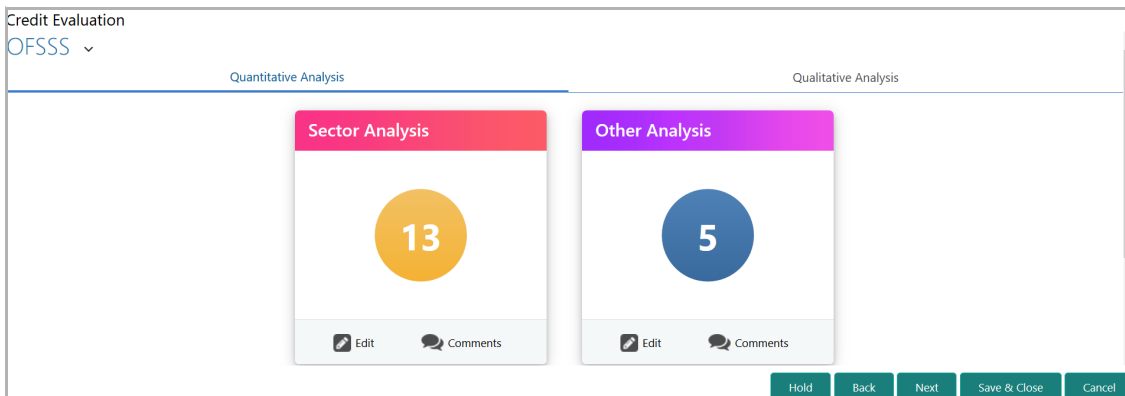 Credit Evaluation
OFSSS
Quantitative Analysis
Qualitative Analysis
Sector Analysis
Other Analysis
13
5
Edit
Comments
Edit
Comments
Hold
Back
Next
Save & Close
Cancel